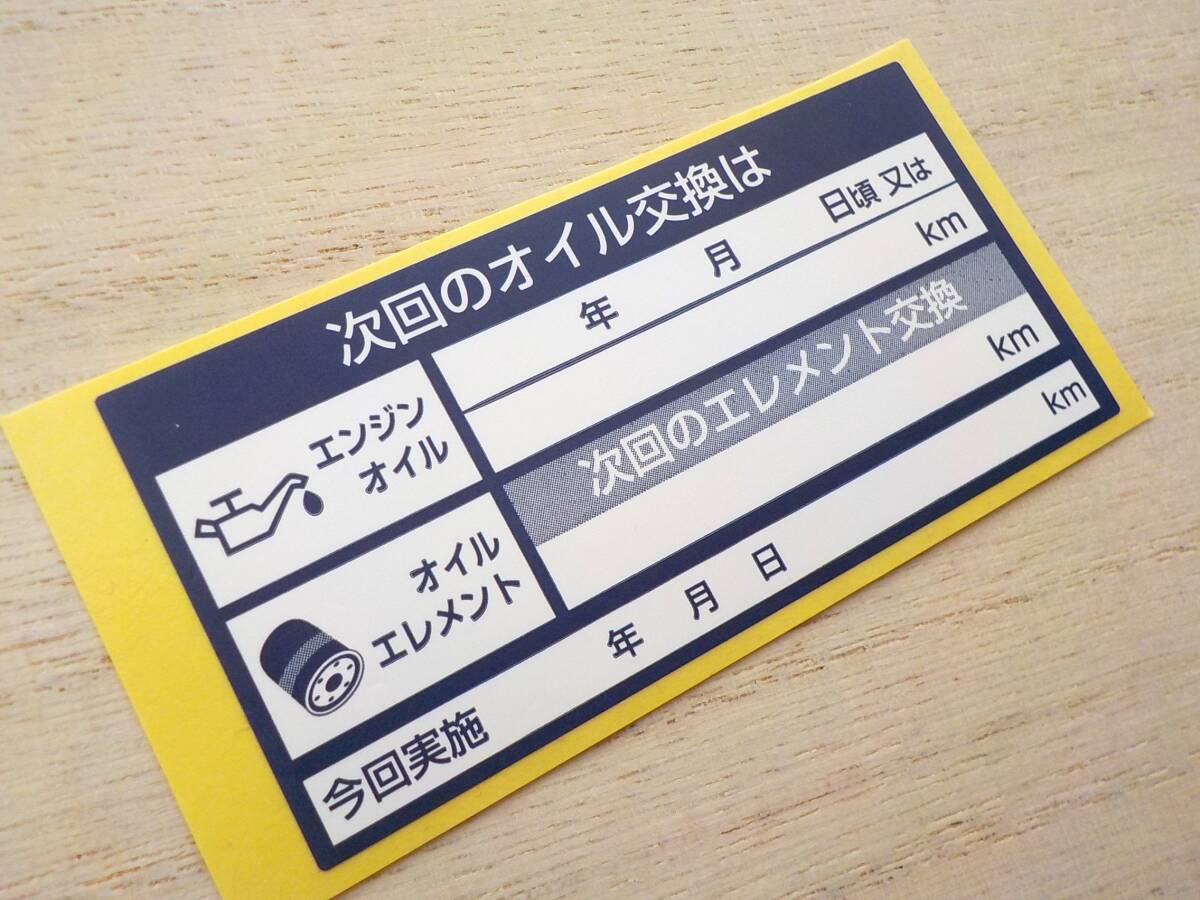 次回のオイル交換は
エンジン
オイル
年 月 日頃 又は
km
オイル
エレメント
次回のエレメント交換
km
今回実施 年 月 日 km